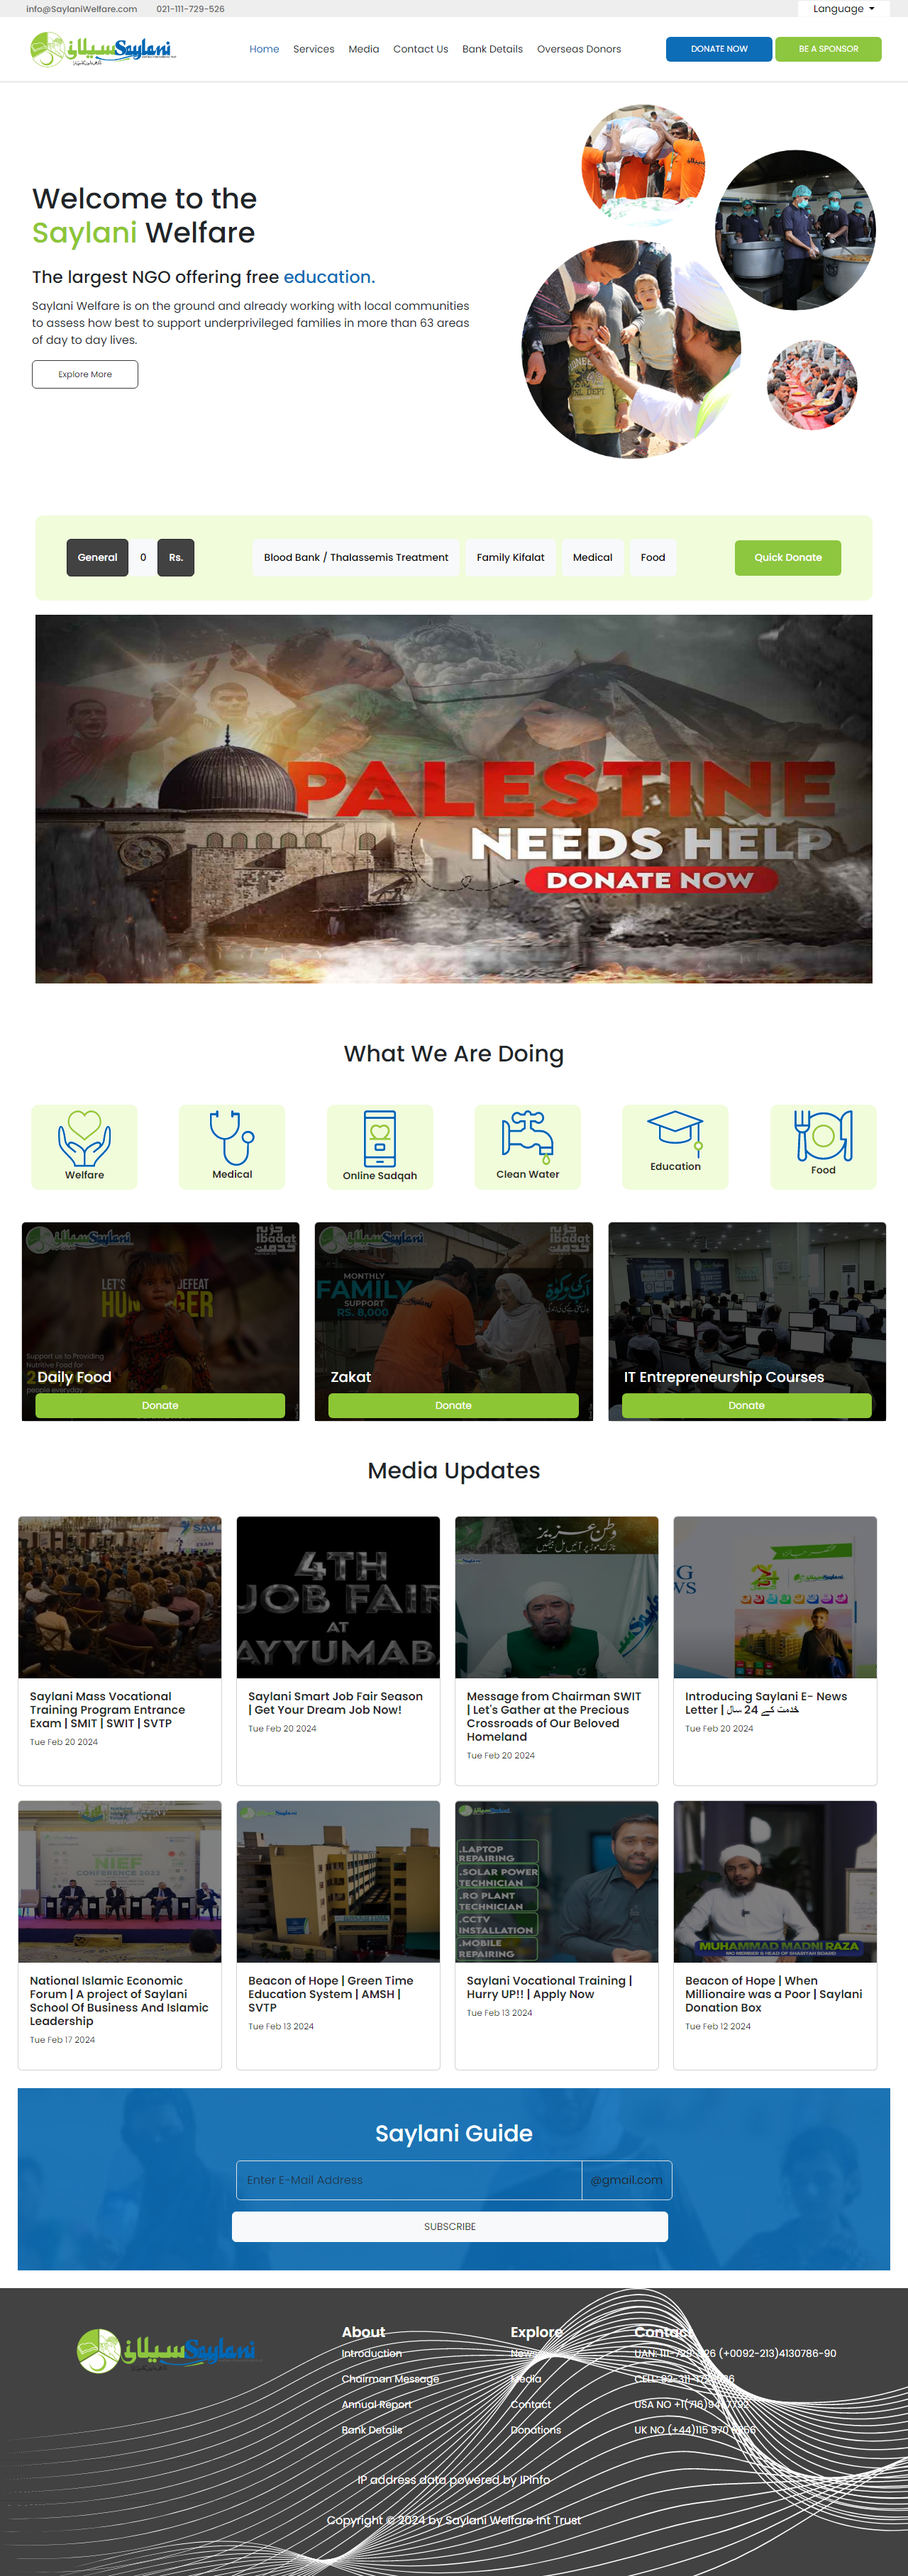 info@SaylaniWelfare.com 021-111-729-526 Language
سیلانی Saylani
Home Services Media Contact Us Bank Details Overseas Donors DONATE NOW BE A SPONSOR
Welcome to the
Saylani Welfare
The largest NGO offering free education.
Saylani Welfare is on the ground and already working with local communities
to assess how best to support underprivileged families in more than 63 areas
of day to day lives.
Explore More
General 0 Rs. Blood Bank / Thalassemis Treatment Family Kifalat Medical Food Quick Donate
PALESTINE
NEEDS HELP
DONATE NOW
What We Are Doing
Welfare Medical Online Sadqah Clean Water Education Food
سیلانی Saylani
Ibadat
LET'S DEFEAT
HUNGER
Support us to Providing
Nutritive Food for
people everyday
Daily Food
Donate
سیلانی Saylani
Ibadat
MONTHLY
FAMILY
SUPPORT
RS. 8,000
Zakat
Donate
IT Entrepreneurship Courses
Donate
Media Updates
SAYL
EXAM
Saylani Mass Vocational
Training Program Entrance
Exam | SMIT | SWIT | SVTP
Tue Feb 20 2024
4TH
JOB FAIR
AT
AYYUMAB
Saylani Smart Job Fair Season
| Get Your Dream Job Now!
Tue Feb 20 2024
وطن عزیز
Message from Chairman SWIT
| Let's Gather at the Precious
Crossroads of Our Beloved
Homeland
Tue Feb 20 2024
G
WS
Introducing Saylani E- News
Letter | خدمت کے 24 سال
Tue Feb 20 2024
NIEF
CONFERENCE 2023
National Islamic Economic
Forum | A project of Saylani
School Of Business And Islamic
Leadership
Tue Feb 17 2024
Beacon of Hope | Green Time
Education System | AMSH |
SVTP
Tue Feb 13 2024
.LAPTOP
REPAIRING
.SOLAR POWER
TECHNICIAN
.RO PLANT
TECHNICIAN
.CCTV
INSTALLATION
.MOBILE
REPAIRING
Saylani Vocational Training |
Hurry UP!! | Apply Now
Tue Feb 13 2024
MUHAMMAD MADNI RAZA
Beacon of Hope | When
Millionaire was a Poor | Saylani
Donation Box
Tue Feb 12 2024
Saylani Guide
Enter E-Mail Address @gmail.com
SUBSCRIBE
سیلانی Saylani
About
Introduction
Chairman Message
Annual Report
Bank Details
Explore
News
Media
Contact
Donations
Contact
UAN: 111-729-526 (+0092-213)4130786-90
CELL: 92-311-
USA NO +1(716)94
UK NO (+44)115 970
IP address data powered by IPinfo
Copyright © 2024 by Saylani Welfare Int Trust